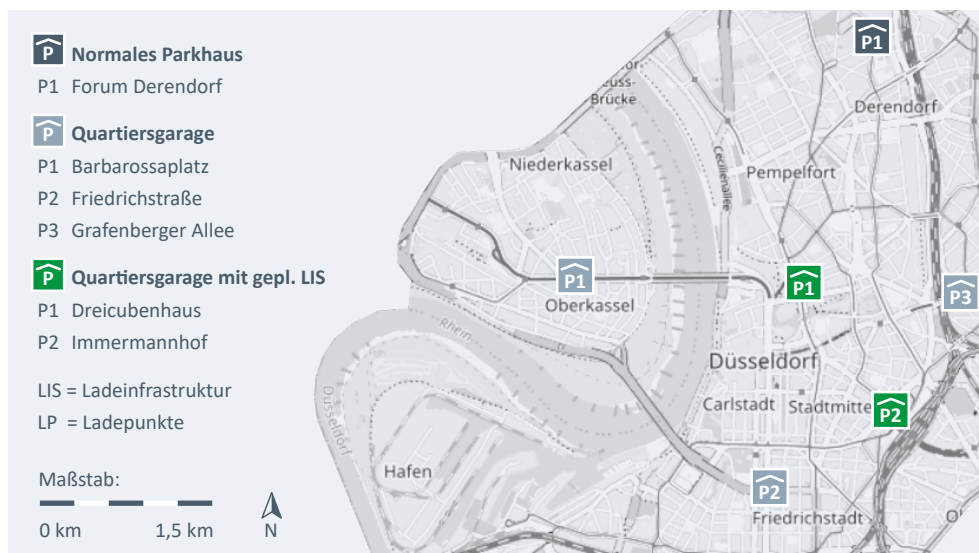 P Normales Parkhaus
P1 Forum Derendorf
P Quartiersgarage
P1 Barbarossaplatz
P2 Friedrichstraße
P3 Grafenberger Allee
P Quartiersgarage mit gepl. LIS
P1 Dreicubenhaus
P2 Immermannhof
LIS = Ladeinfrastruktur
LP = Ladepunkte
Maßstab:
0 km 1,5 km
N
P1
Derendorf
euss-
Brücke
Niederkassel
Cecilienallee
Pempelfort
P1
P1
P3
Oberkassel
Rhein
Düsseldorf
Düsseldorf
Carlstadt
Stadtmitte
P2
Hafen
P2
Friedrichstadt